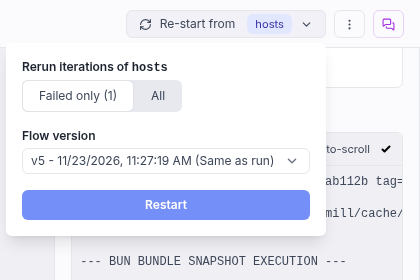 Re-start from hosts
Rerun iterations of hosts
Failed only (1) All
to-scroll
Flow version
v5 - 11/23/2026, 11:27:19 AM (Same as run)
ab112b tag=
Restart
mill/cache/
--- BUN BUNDLE SNAPSHOT EXECUTION ---